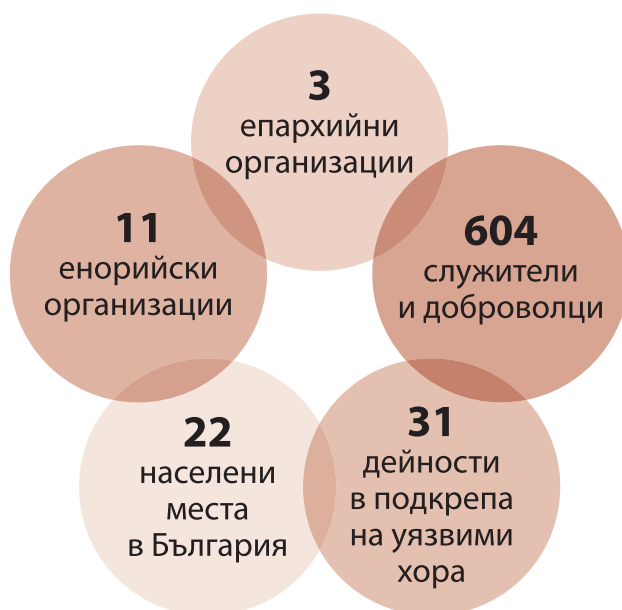 3
епархийни
организации
11
енорийски
организации
604
служители
и доброволци
22
населени
места
в България
31
дейности
в подкрепа
на уязвими
хора